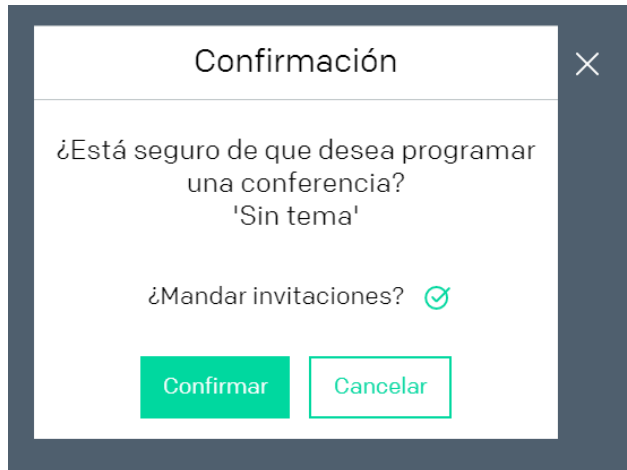 Confirmación
¿Está seguro de que desea programar
una conferencia?
'Sin tema'
¿Mandar invitaciones?
Confirmar
Cancelar